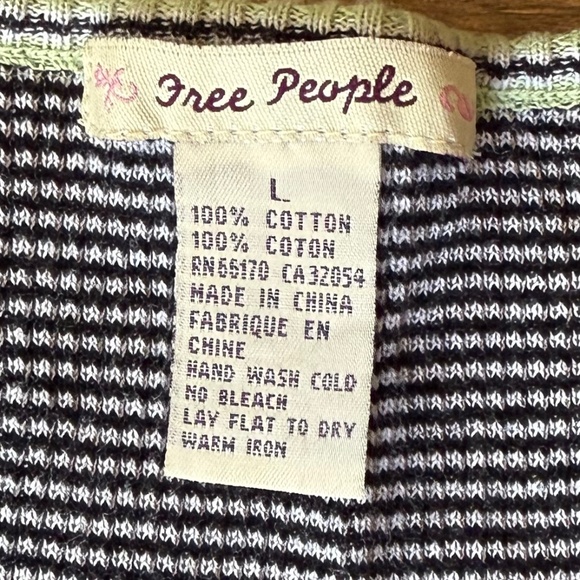 Free People
L
100% COTTON
100% COTON
RN66170 CA32054
MADE IN CHINA
FABRIQUE EN
CHINE
HAND WASH COLD
NO BLEACH
LAY FLAT TO DRY
WARM IRON